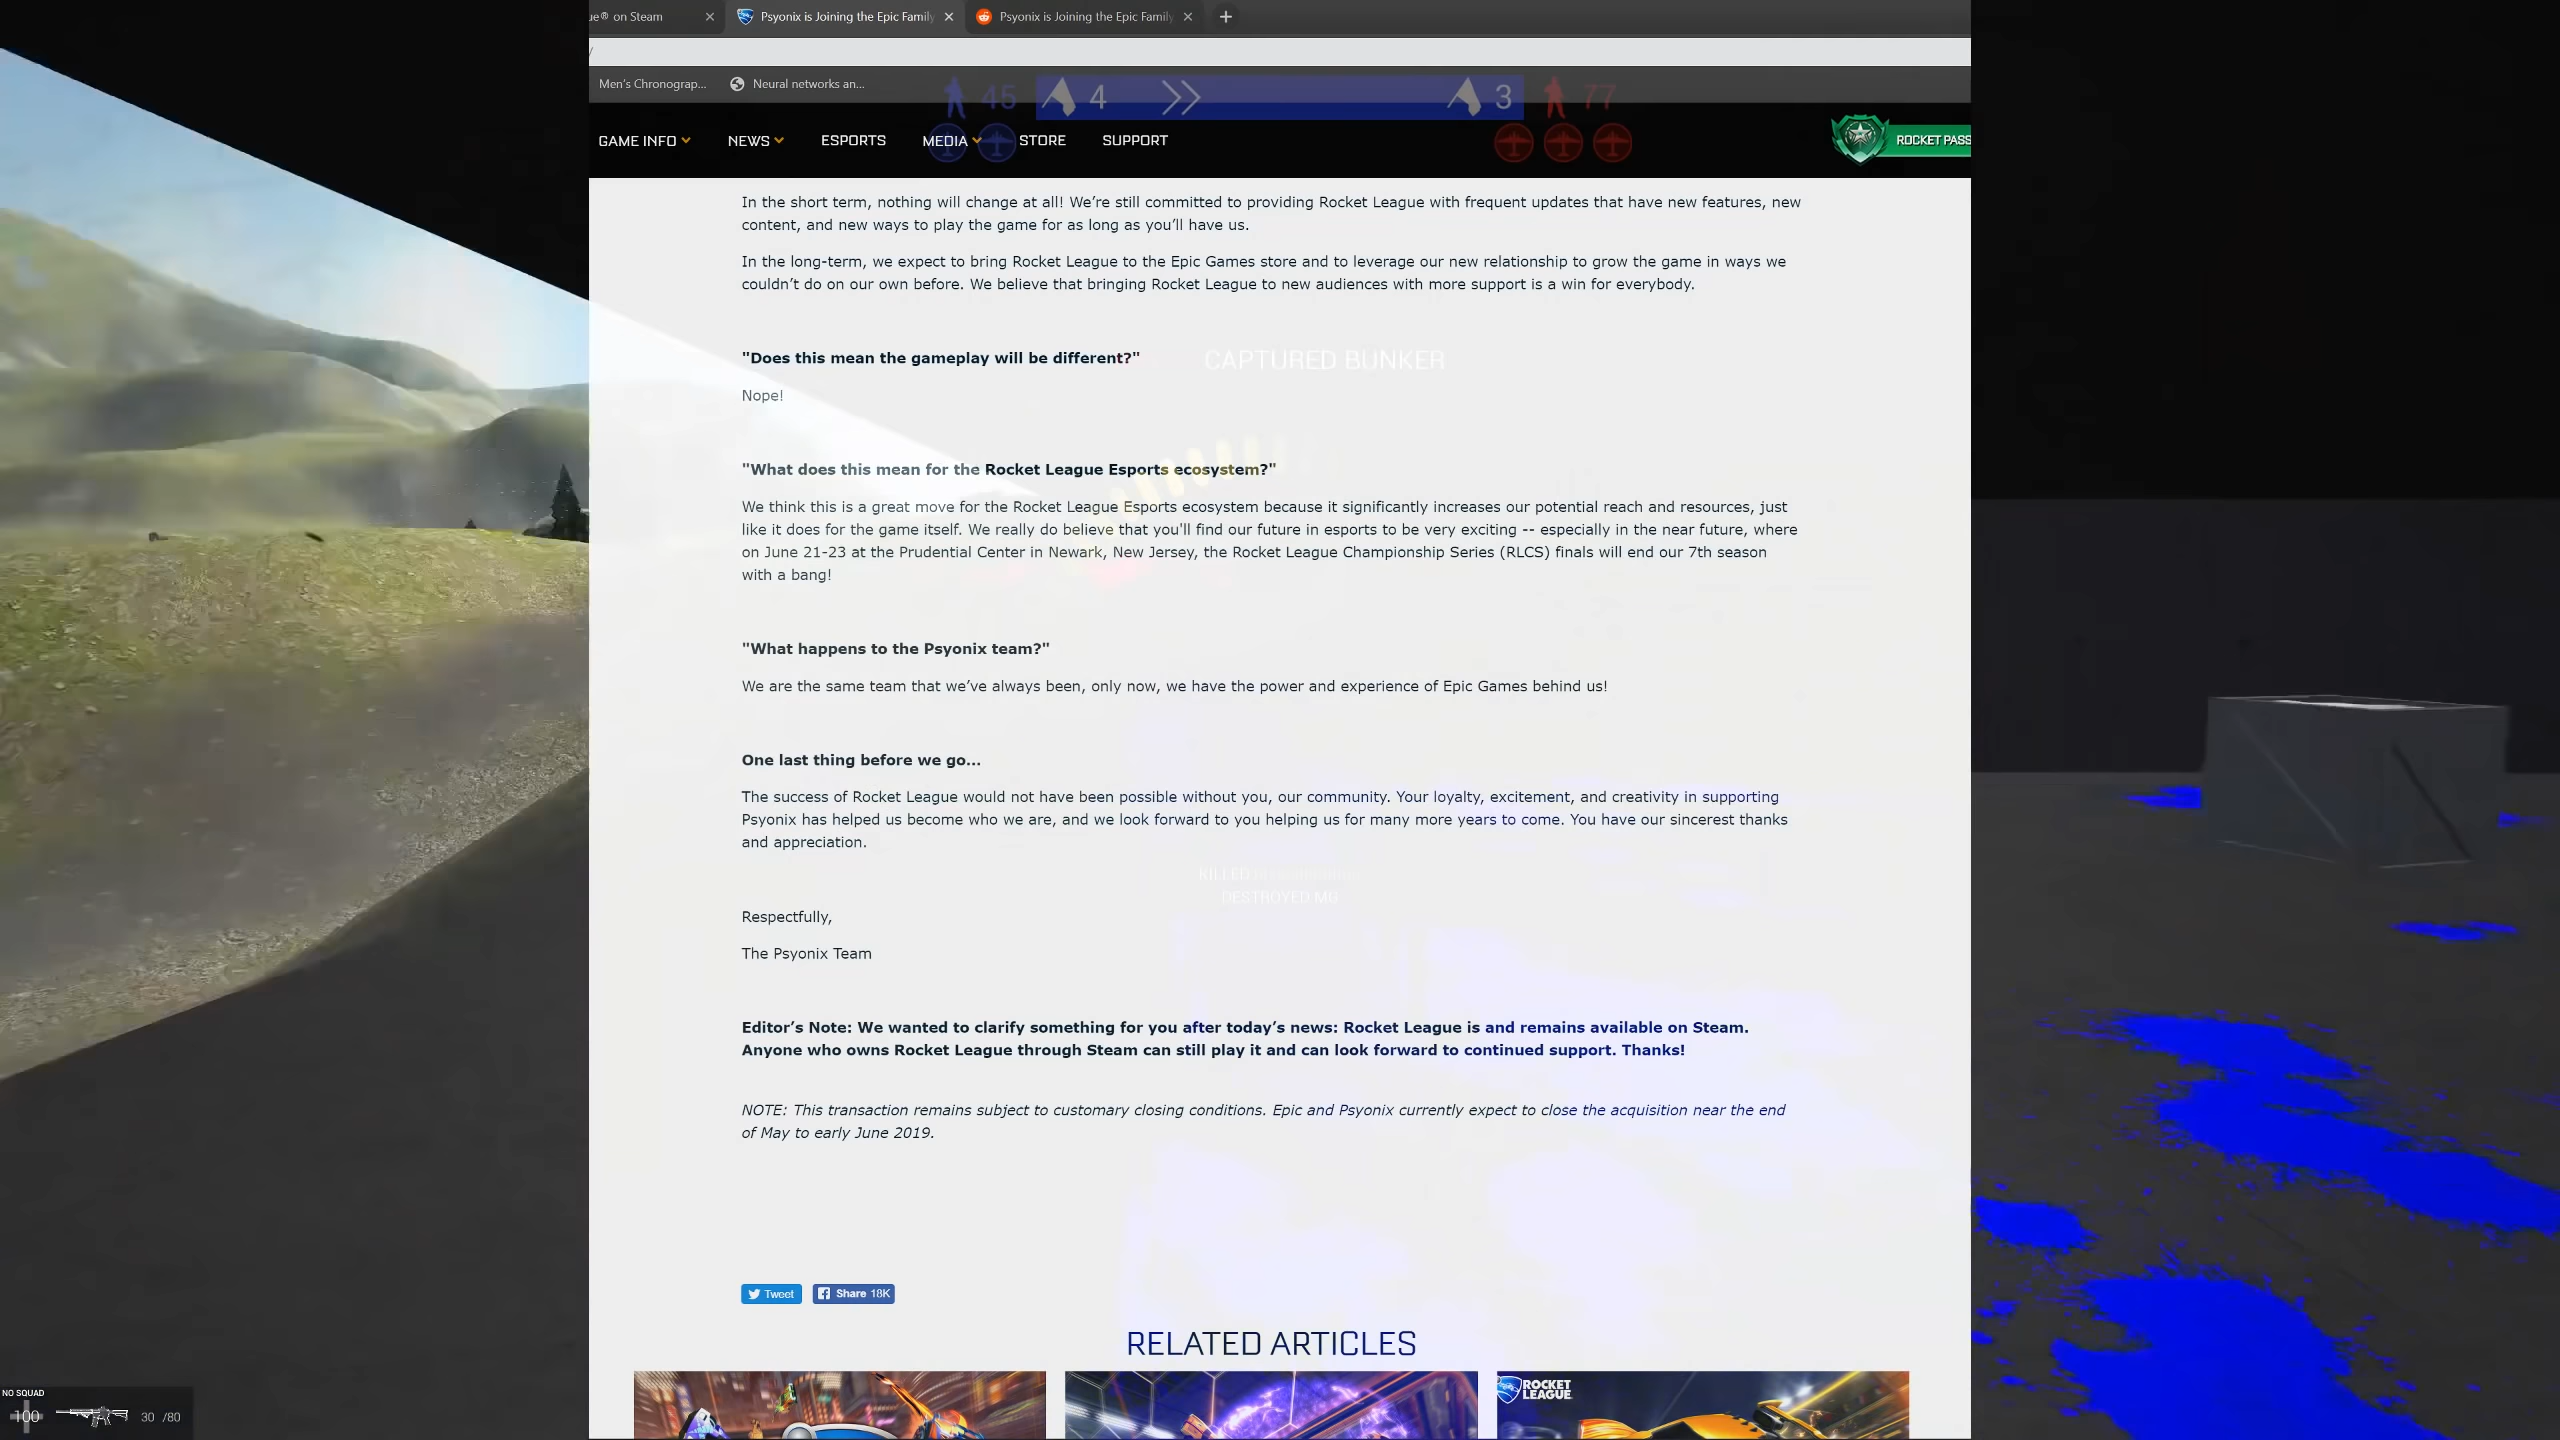 ue® on Steam
Psyonix is Joining the Epic Family
Psyonix is Joining the Epic Family
/
Men's Chronograp...
Neural networks an...
45 4 3 77
GAME INFO NEWS ESPORTS MEDIA STORE SUPPORT
ROCKET PASS
In the short term, nothing will change at all! We’re still committed to providing Rocket League with frequent updates that have new features, new
content, and new ways to play the game for as long as you’ll have us.
In the long-term, we expect to bring Rocket League to the Epic Games store and to leverage our new relationship to grow the game in ways we
couldn’t do on our own before. We believe that bringing Rocket League to new audiences with more support is a win for everybody.
"Does this mean the gameplay will be different?"
CAPTURED BUNKER
Nope!
"What does this mean for the Rocket League Esports ecosystem?"
We think this is a great move for the Rocket League Esports ecosystem because it significantly increases our potential reach and resources, just
like it does for the game itself. We really do believe that you'll find our future in esports to be very exciting -- especially in the near future, where
on June 21-23 at the Prudential Center in Newark, New Jersey, the Rocket League Championship Series (RLCS) finals will end our 7th season
with a bang!
"What happens to the Psyonix team?"
We are the same team that we’ve always been, only now, we have the power and experience of Epic Games behind us!
One last thing before we go...
The success of Rocket League would not have been possible without you, our community. Your loyalty, excitement, and creativity in supporting
Psyonix has helped us become who we are, and we look forward to you helping us for many more years to come. You have our sincerest thanks
and appreciation.
KILLED
DESTROYED MG
Respectfully,
The Psyonix Team
Editor’s Note: We wanted to clarify something for you after today’s news: Rocket League is and remains available on Steam.
Anyone who owns Rocket League through Steam can still play it and can look forward to continued support. Thanks!
NOTE: This transaction remains subject to customary closing conditions. Epic and Psyonix currently expect to close the acquisition near the end
of May to early June 2019.
Tweet
Share 18K
RELATED ARTICLES
ROCKET
LEAGUE
NO SQUAD
100 30 /80